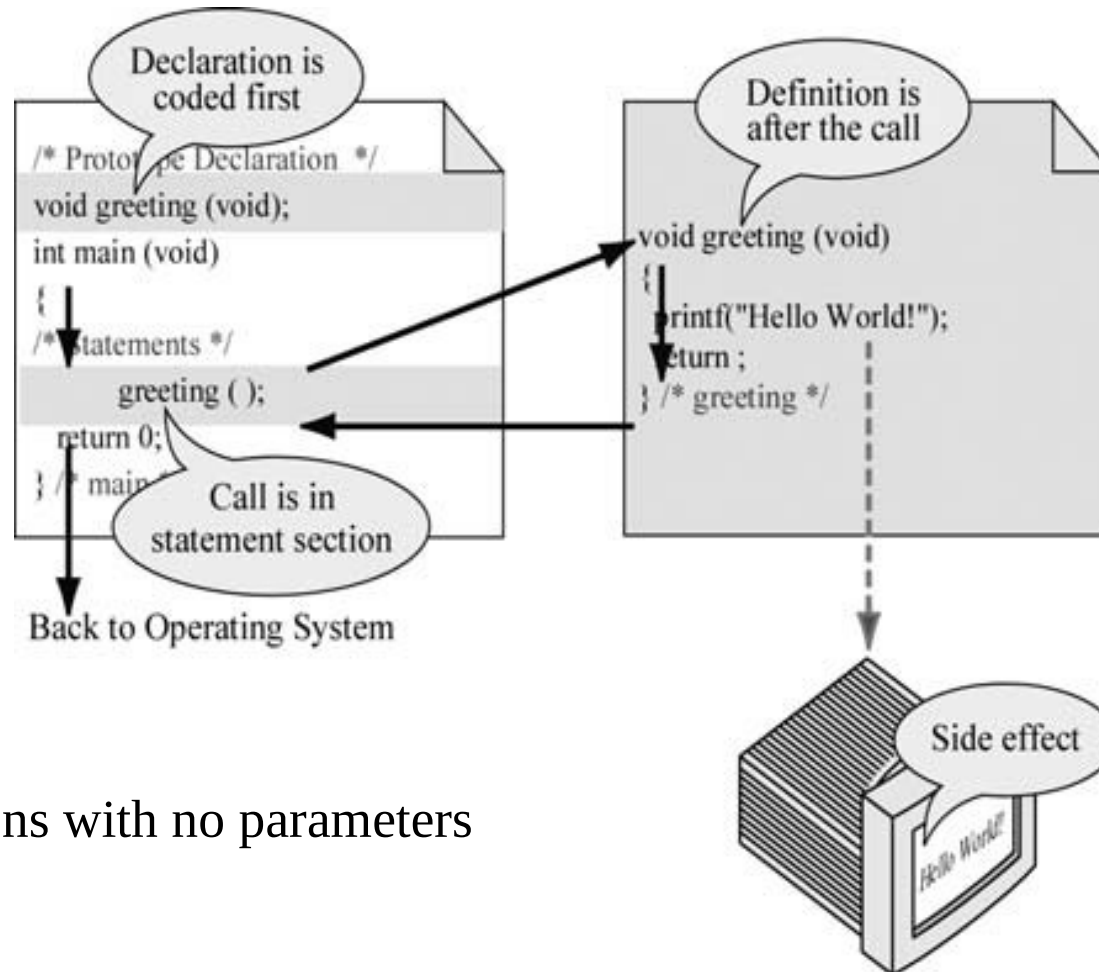 Declaration is
coded first
/* Prototype Declaration */
void greeting (void);
int main (void)
{
/* Statements */
greeting ( );
return 0;
} /* main
Call is in
statement section
Back to Operating System
Definition is
after the call
void greeting (void)
{
printf("Hello World!");
return ;
} /* greeting */
Side effect
Hello World!
ns with no parameters